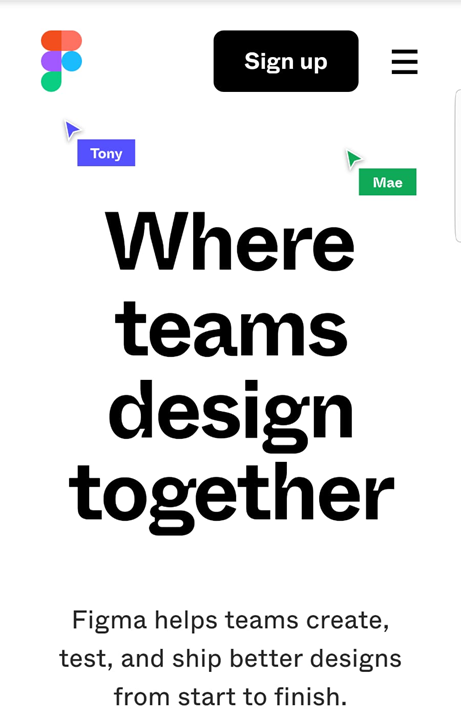 Sign up
Tony
Mae
Where
teams
design
together
Figma helps teams create,
test, and ship better designs
from start to finish.